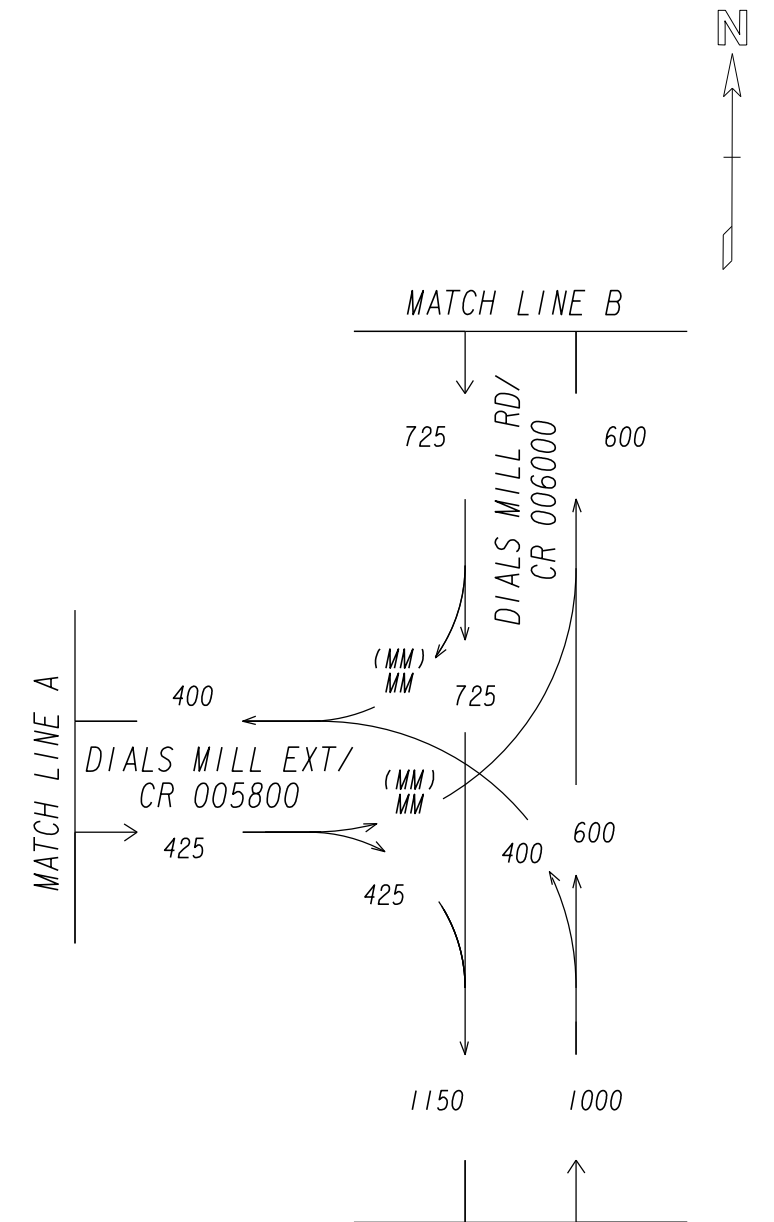 N
MATCH LINE B
725
DIALS MILL RD/
CR 006000
600
(MM)
MM
725
400
MATCH LINE A
DIALS MILL EXT/
CR 005800
(MM)
MM
425
600
400
425
1150
1000